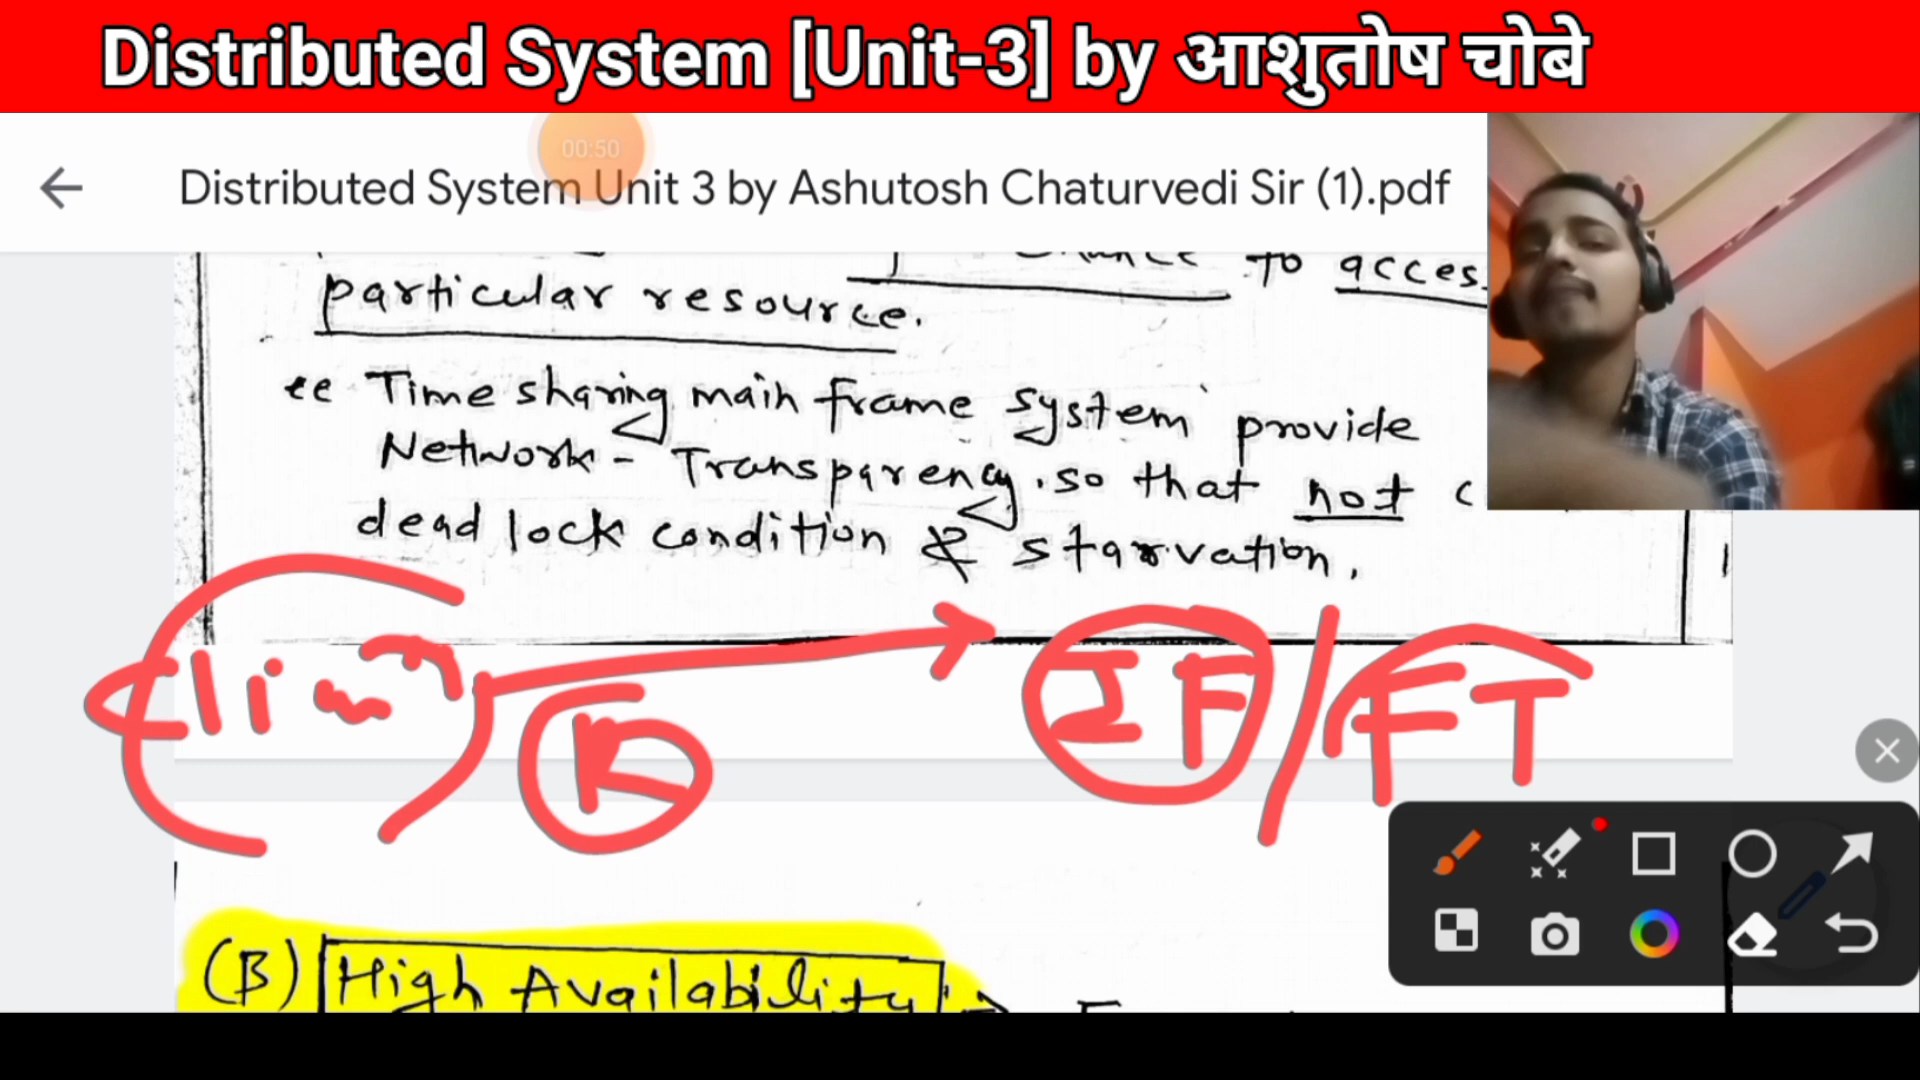 Distributed System [Unit-3] by आशुतोष चोबे
00:50
Distributed System Unit 3 by Ashutosh Chaturvedi Sir (1).pdf
to acces
particular resource.
Time sharing main frame system provide
Network - Transparency. so that not
dead lock condition & starvation.
R
IF/FT
(B) High Availability